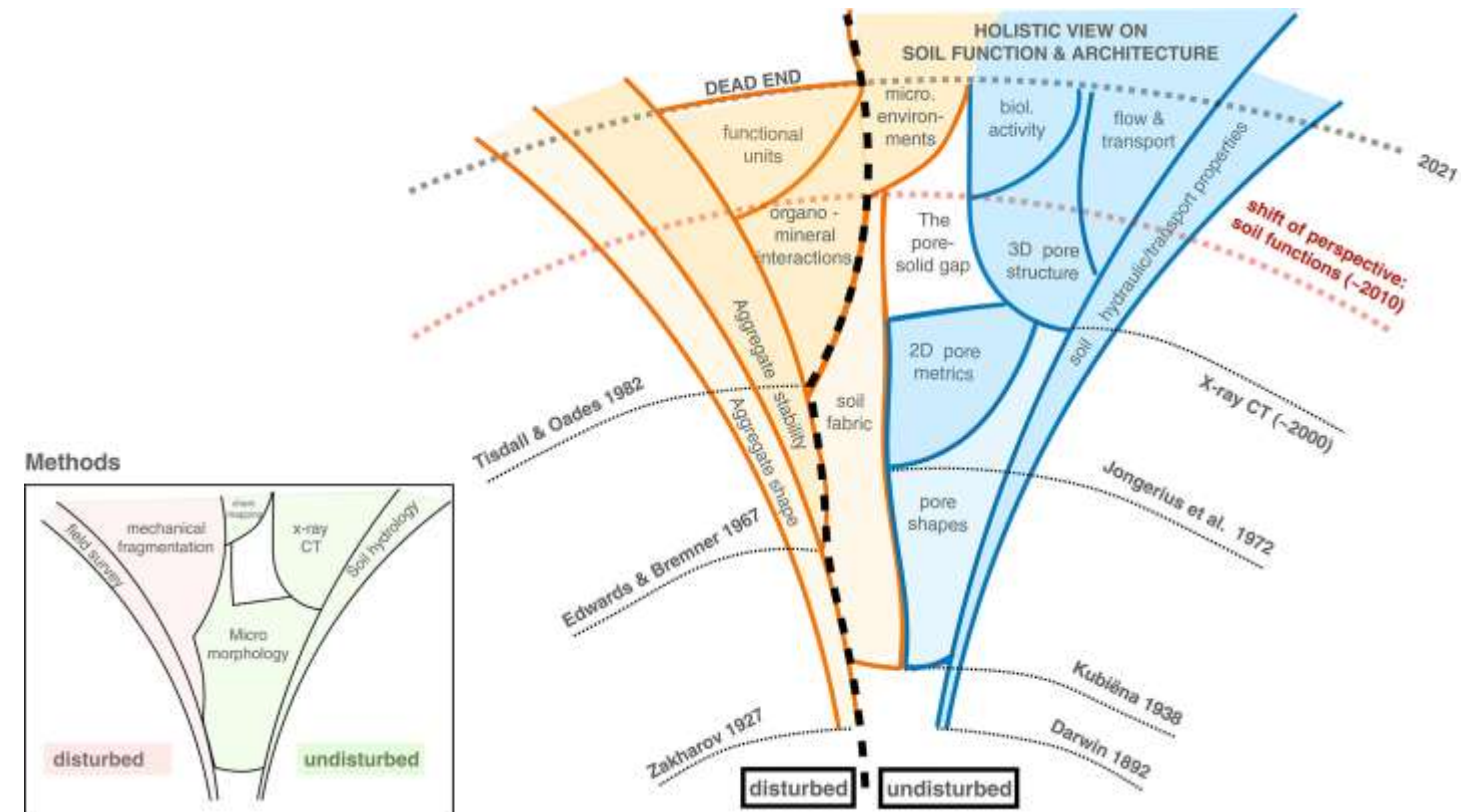 HOLISTIC VIEW ON
SOIL FUNCTION & ARCHITECTURE
DEAD END
micro.
environ-
ments
biol.
activity
flow &
transport
functional
units
2021
organo -
mineral
interactions
The
pore-
solid gap
3D pore
structure
soil hydraulic/transport properties
shift of perspective:
soil functions (~2010)
Aggregate stability
Aggregate shape
2D pore
metrics
soil
fabric
X-ray CT (~2000)
Tisdall & Oades 1982
Jongerius et al. 1972
pore
shapes
Edwards & Bremner 1967
Kubiëna 1938
Zakharov 1927
Darwin 1892
disturbed
undisturbed
Methods
field survey
mechanical
fragmentation
x-ray
CT
Soil hydrology
Micro
morphology
disturbed
undisturbed